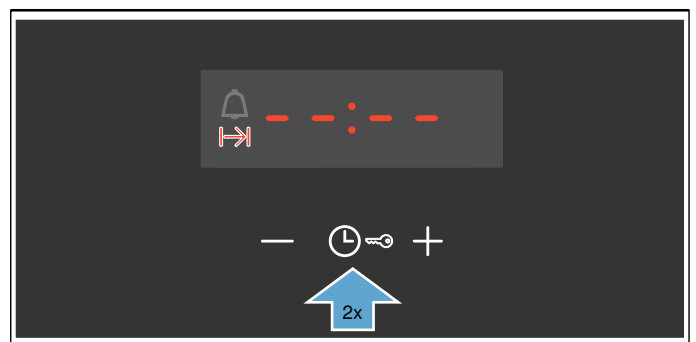 – –:– –
2x